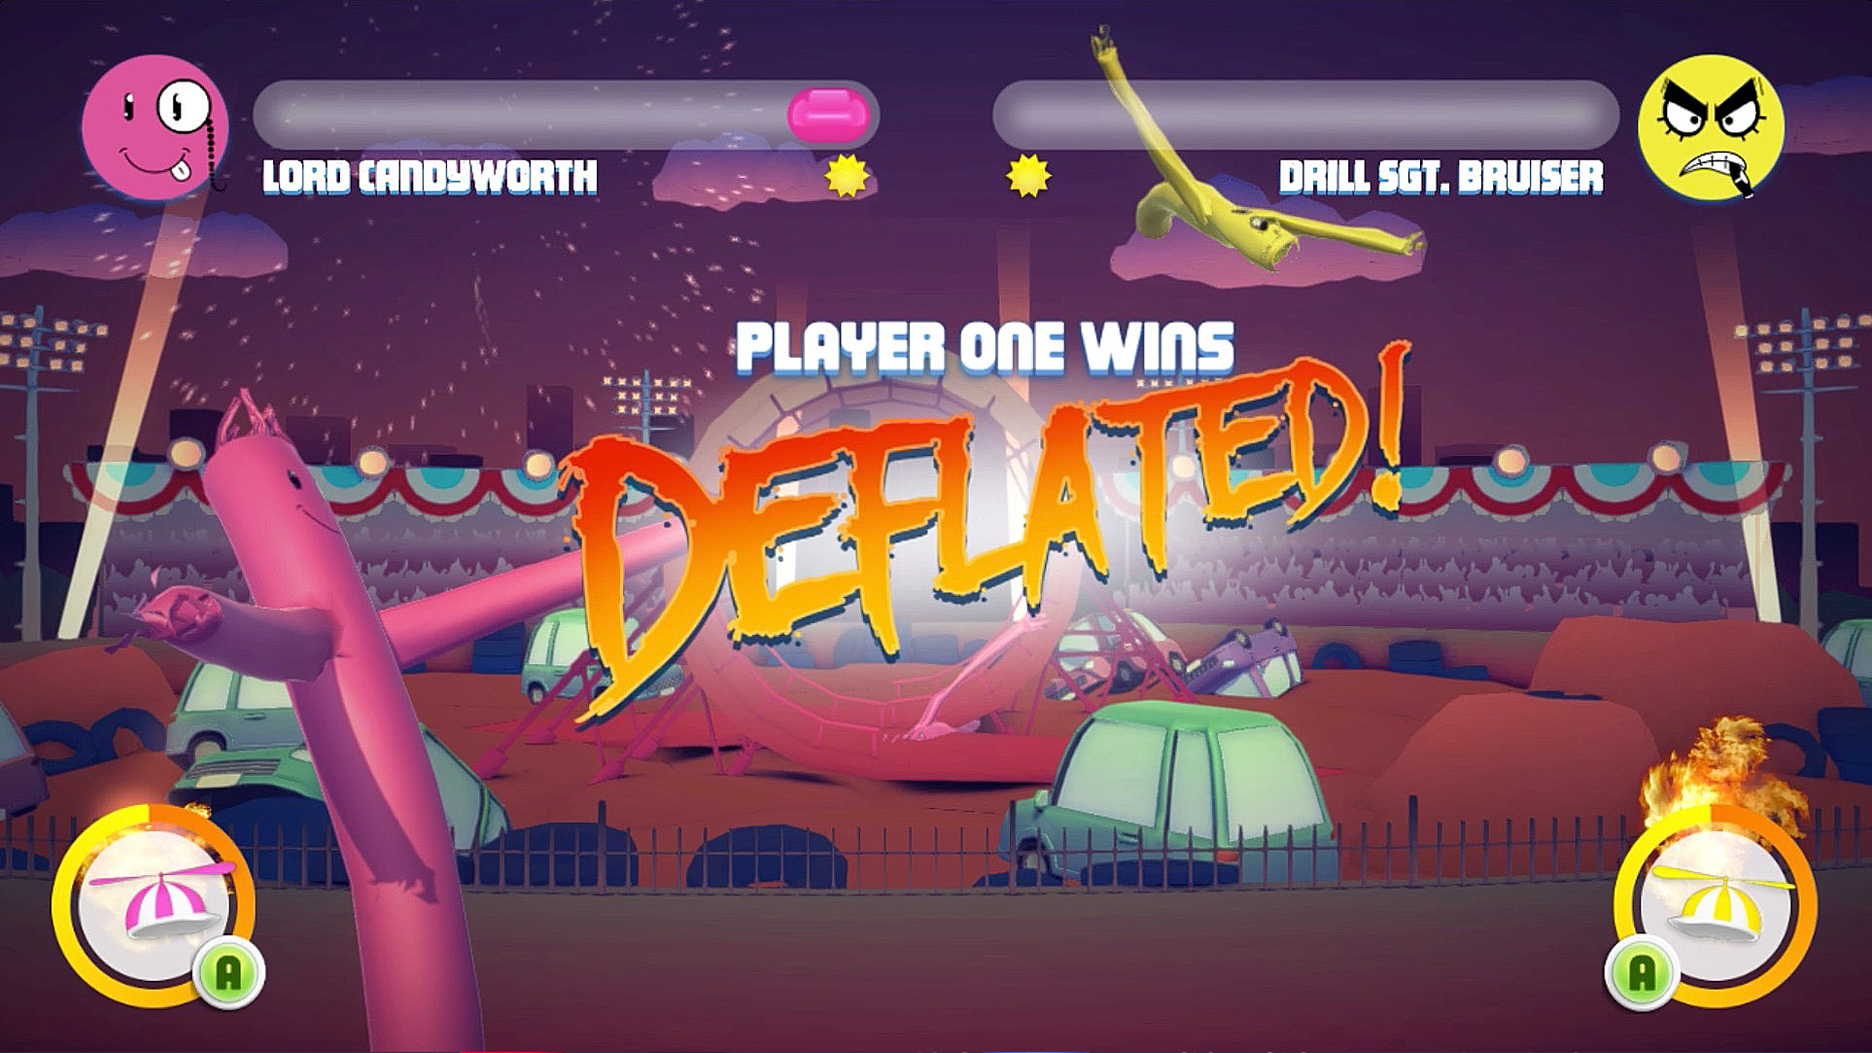 LORD CANDYWORTH
DRILL SGT. BRUISER
PLAYER ONE WINS
DEFLATED!
A
A